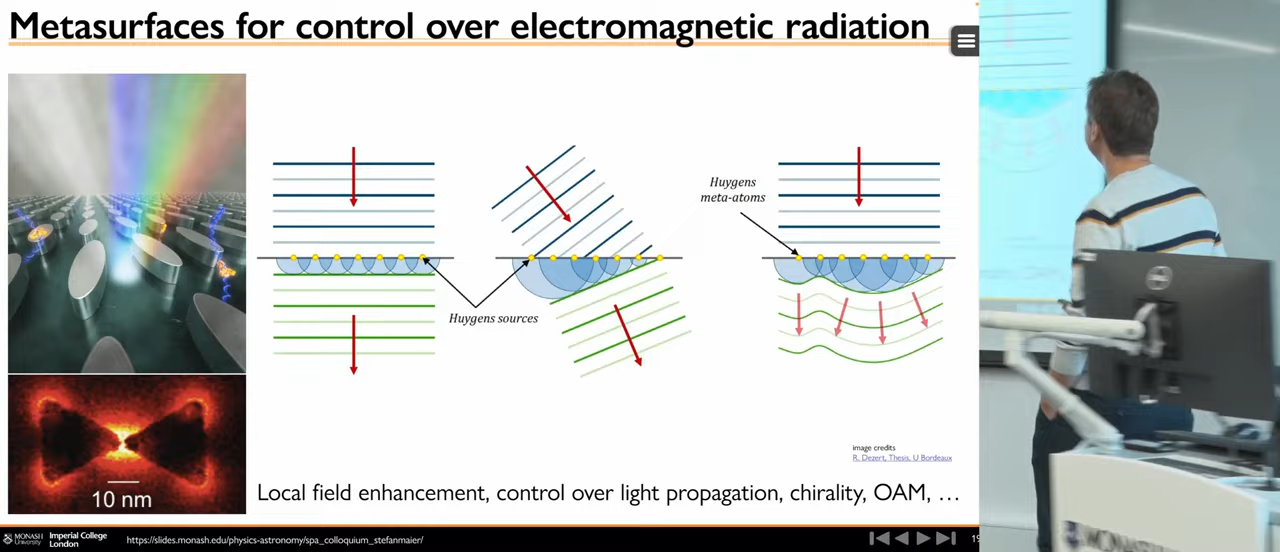 Metasurfaces for control over electromagnetic radiation
Huygens
meta-atoms
Huygens sources
10 nm
image credits
R. Dezert, Thesis, U Bordeaux
Local field enhancement, control over light propagation, chirality, OAM, …
MONASH
University
Imperial College
London
https://slides.monash.edu/physics-astronomy/spa_colloquium_stefanmaier/
MONASH